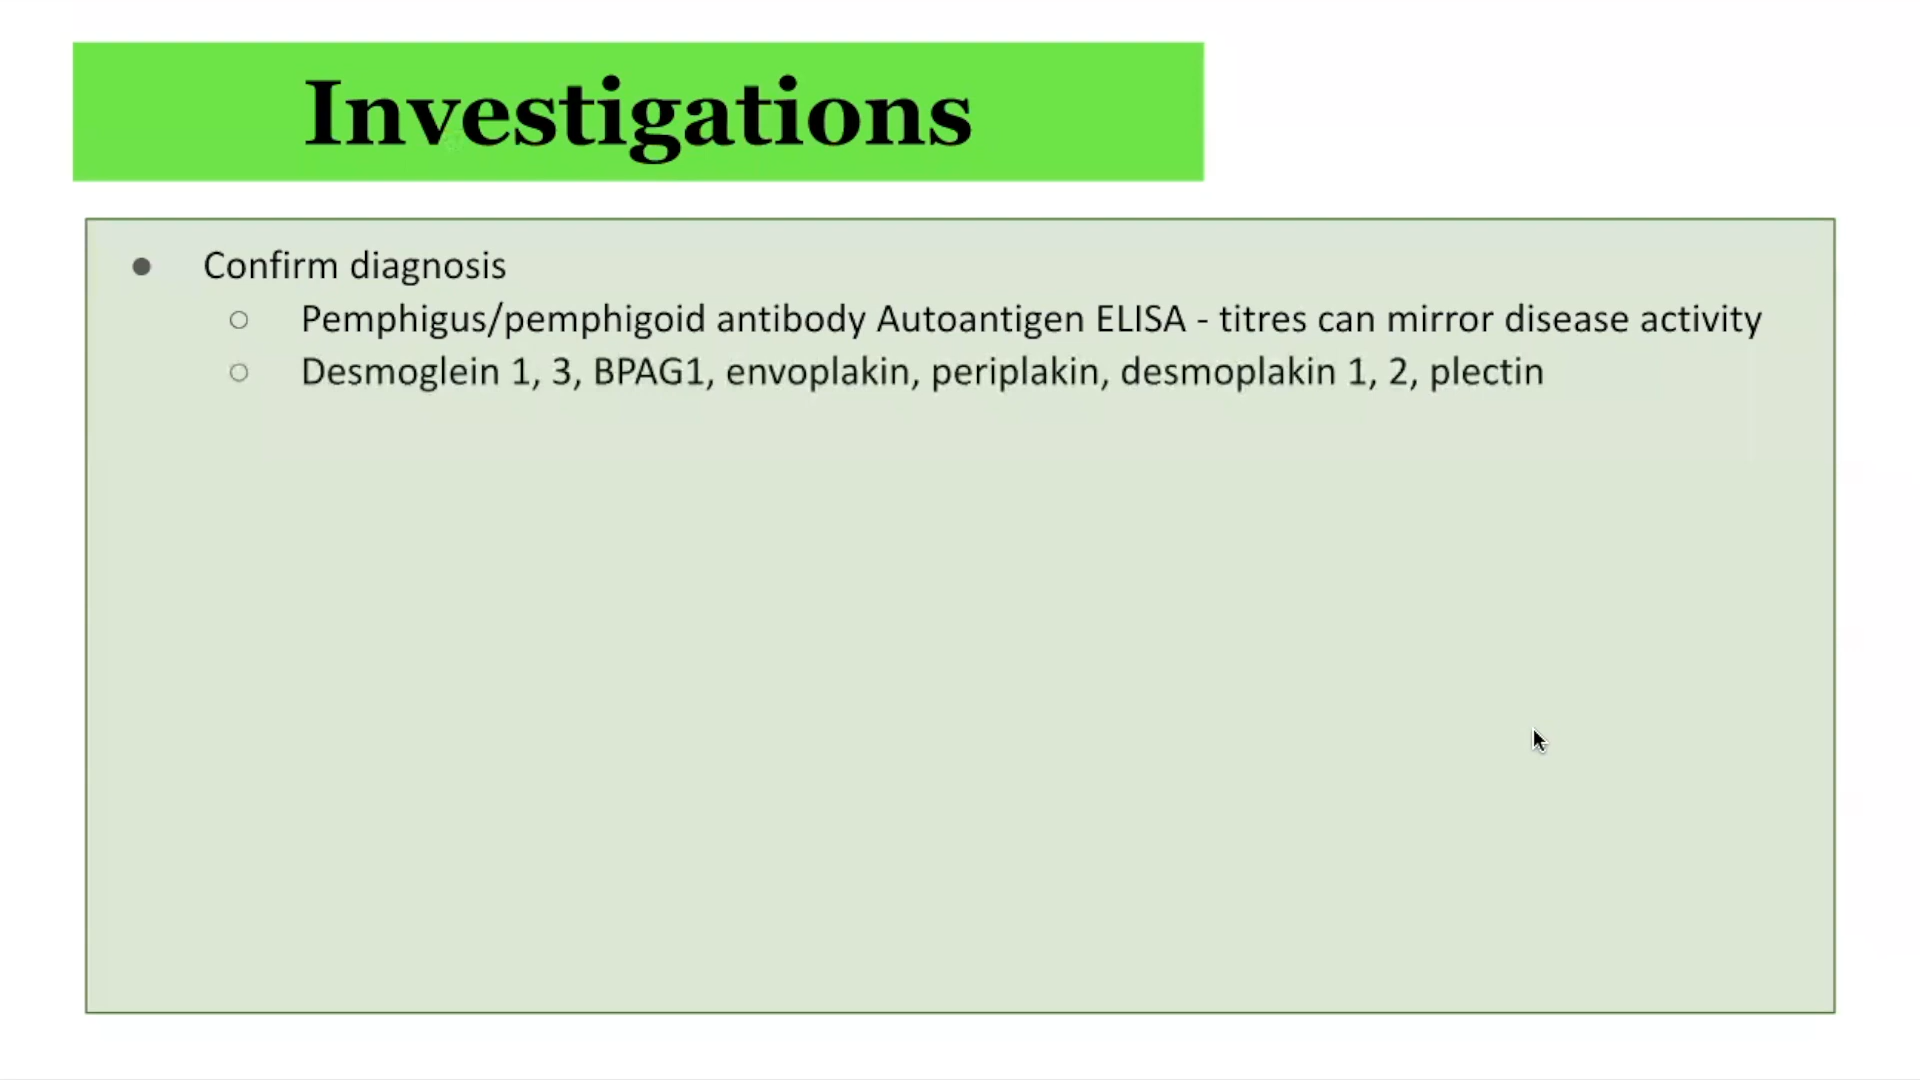 Investigations
Confirm diagnosis
Pemphigus/pemphigoid antibody Autoantigen ELISA - titres can mirror disease activity
Desmoglein 1, 3, BPAG1, envoplakin, periplakin, desmoplakin 1, 2, plectin